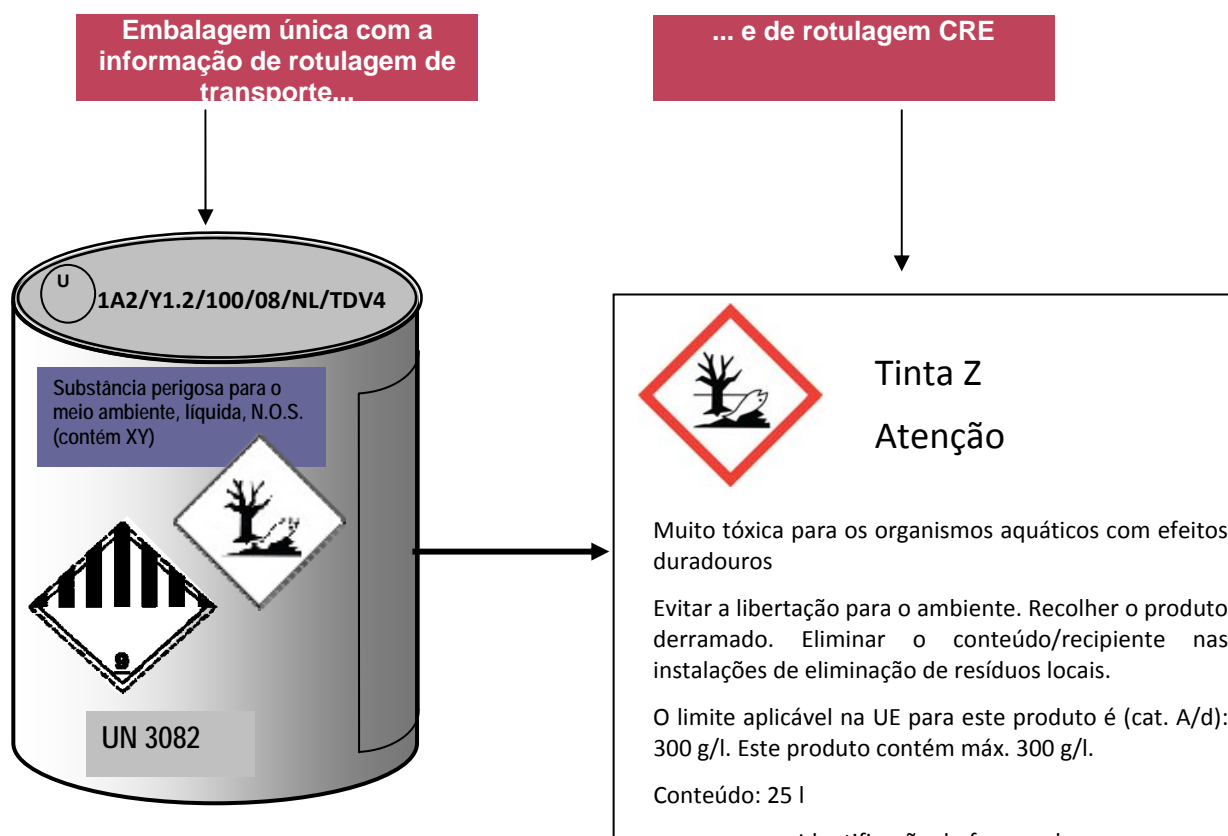 Embalagem única com a
informação de rotulagem de
transporte...
... e de rotulagem CRE
U
1A2/Y1.2/100/08/NL/TDV4
Substância perigosa para o
meio ambiente, líquida, N.O.S.
(contém XY)
9
UN 3082
Tinta Z
Atenção
Muito tóxica para os organismos aquáticos com efeitos
duradouros
Evitar a libertação para o ambiente. Recolher o produto
derramado. Eliminar o conteúdo/recipiente nas
instalações de eliminação de resíduos locais.
O limite aplicável na UE para este produto é (cat. A/d):
300 g/l. Este produto contém máx. 300 g/l.
Conteúdo: 25 l